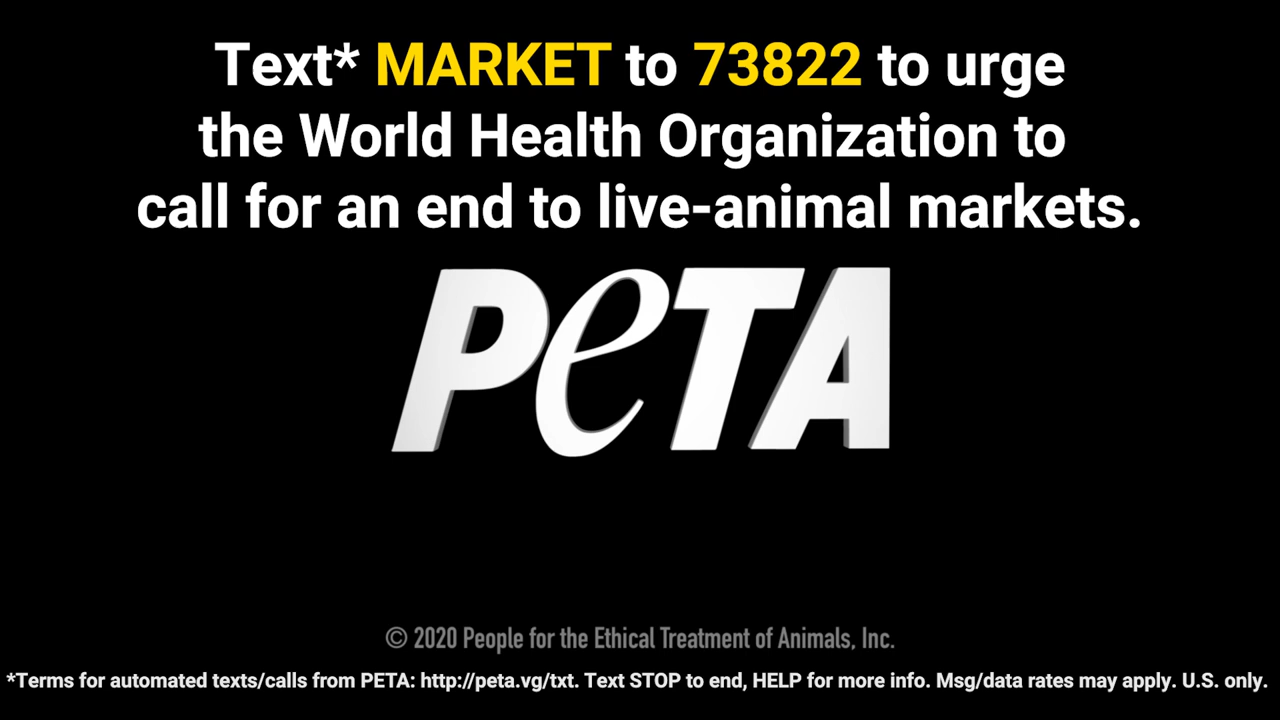 Text* MARKET to 73822 to urge
the World Health Organization to
call for an end to live-animal markets.
PeTA
© 2020 People for the Ethical Treatment of Animals, Inc.
*Terms for automated texts/calls from PETA: http://peta.vg/txt. Text STOP to end, HELP for more info. Msg/data rates may apply. U.S. only.